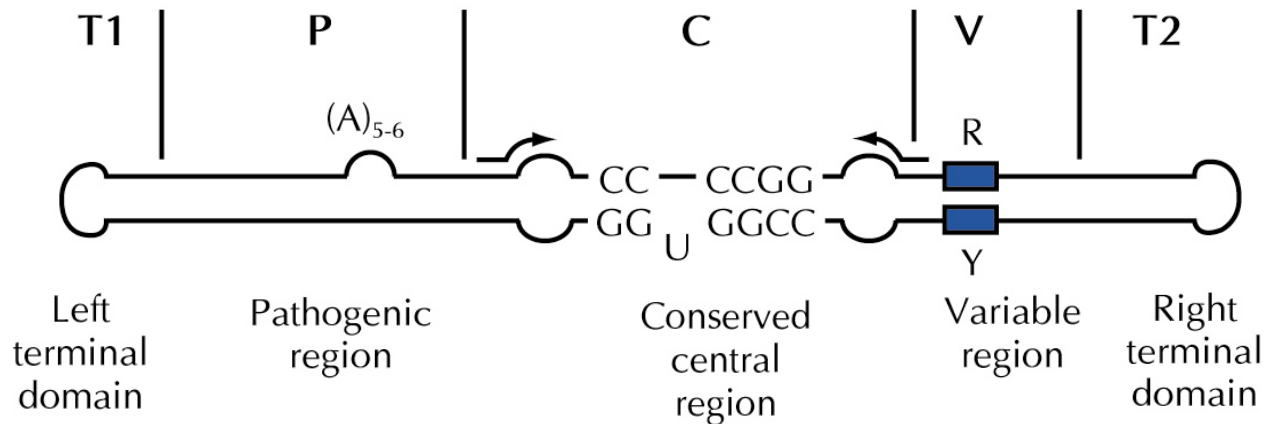 T1 P C V T2
(A)5-6
R
CC CCGG
GG U GGCC
Y
Left
terminal
domain
Pathogenic
region
Conserved
central
region
Variable
region
Right
terminal
domain